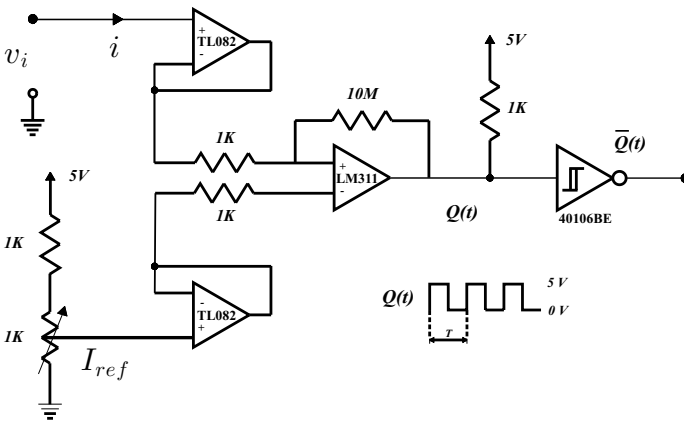 v_i
i
+
TL082
-
5V
1K
10M
1K
Q̅(t)
1K
+
LM311
-
5V
1K
Q(t)
40106BE
1K
-
TL082
+
Q(t)
5 V
0 V
T
1K
I_ref